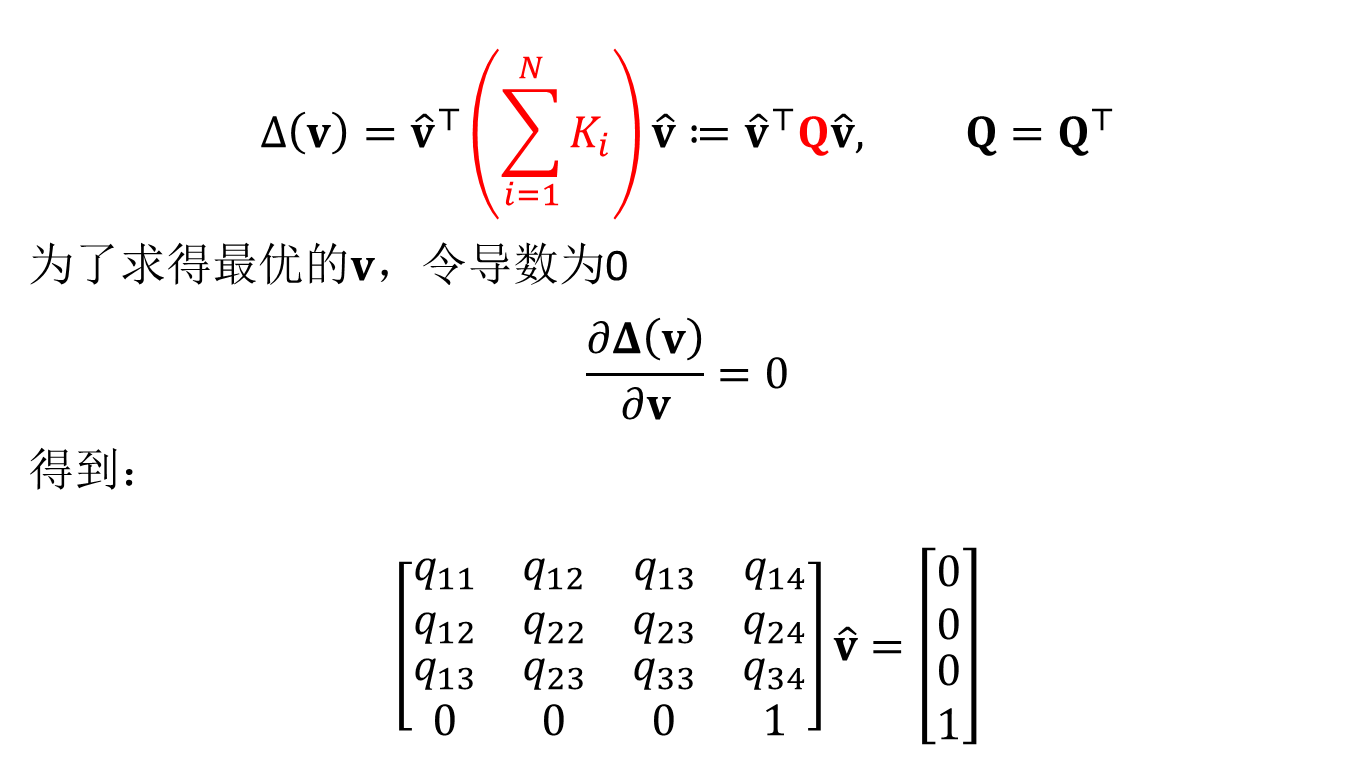 Δ(𝐯) = 𝐯̂⊤ (∑_{i=1}^{N} K_i) 𝐯̂ ≔ 𝐯̂⊤𝐐𝐯̂, 𝐐 = 𝐐⊤
为了求得最优的𝐯，令导数为0
∂𝚫(𝐯)/∂𝐯 = 0
得到：
[q₁₁ q₁₂ q₁₃ q₁₄; q₁₂ q₂₂ q₂₃ q₂₄; q₁₃ q₂₃ q₃₃ q₃₄; 0 0 0 1] 𝐯̂ = [0; 0; 0; 1]